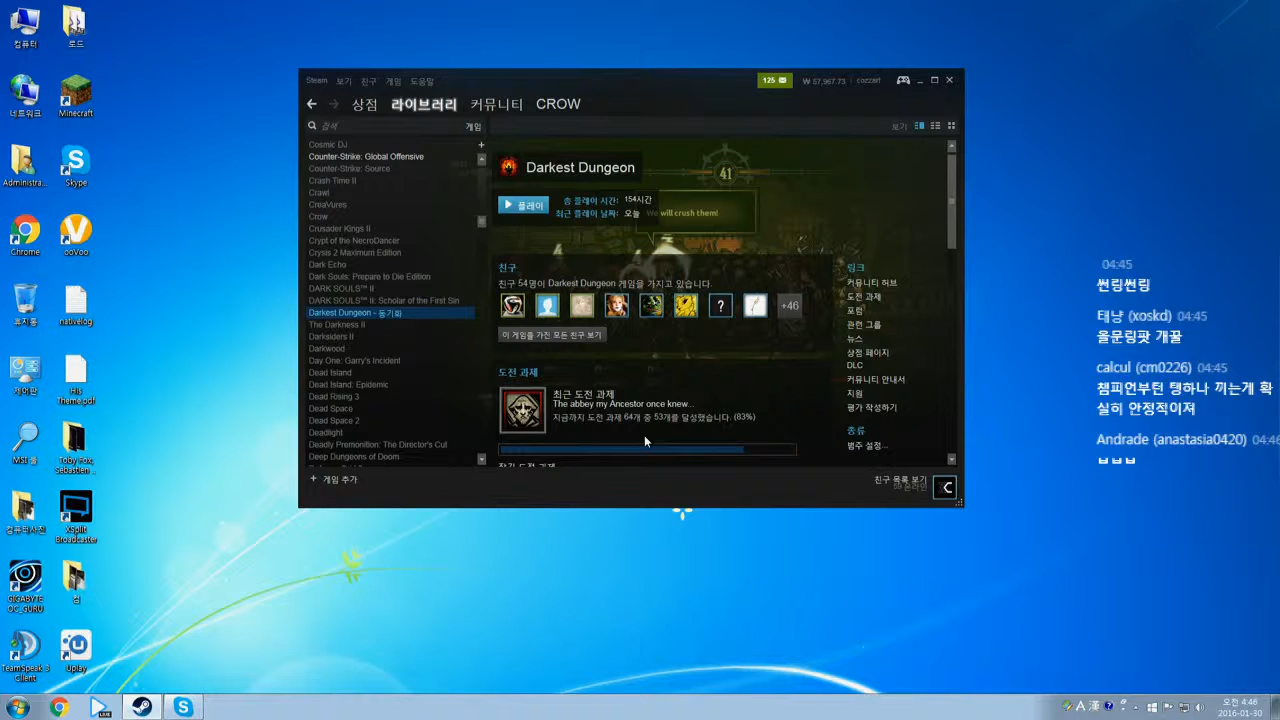 컴퓨터
로드
네트워크
Minecraft
Administra...
Skype
Chrome
ooVoo
휴지통
nativelog
제어판
His Theme.pdf
MSI 툴
Toby Fox, Sebastien ...
XSplit Broadcaster
GIGABYTE OC_GURU
컴
TeamSpeak 3 Client
Uplay
Steam 보기 친구 게임 도움말
125 ₩ 57,967.73 cozzart
상점 라이브러리 커뮤니티 CROW
검색 게임
보기
Cosmic DJ
Counter-Strike: Global Offensive
Counter-Strike: Source
Crash Time II
Crawl
CreaVures
Crow
Crusader Kings II
Crypt of the NecroDancer
Crysis 2 Maximum Edition
Dark Echo
Dark Souls: Prepare to Die Edition
DARK SOULS™ II
DARK SOULS™ II: Scholar of the First Sin
Darkest Dungeon - 동기화
The Darkness II
Darksiders II
Darkwood
Day One: Garry's Incident
Dead Island
Dead Island: Epidemic
Dead Rising 3
Dead Space
Dead Space 2
Deadlight
Deadly Premonition: The Director's Cut
Deep Dungeons of Doom
+ 게임 추가
Darkest Dungeon
41
플레이
총 플레이 시간: 154시간
최근 플레이 날짜: 오늘
We will crush them!
친구
친구 54명이 Darkest Dungeon 게임을 가지고 있습니다.
? +46
이 게임을 가진 모든 친구 보기
도전 과제
최근 도전 과제
The abbey my Ancestor once knew...
지금까지 도전 과제 64개 중 53개를 달성했습니다. (83%)
링크
커뮤니티 허브
도전 과제
포럼
관련 그룹
뉴스
상점 페이지
DLC
커뮤니티 안내서
지원
평가 작성하기
종류
범주 설정...
친구 목록 보기
04:45
썬링썬링
태냥 (xoskd) 04:45
올문링팟 개꿀
calcul (cm0226) 04:45
챔피언부턴 텡하나 끼는게 확
실히 안정적이져
Andrade (anastasia0420) 04:46
ㅂㅂㅂ
LIVE
A 漢
오전 4:46
2016-01-30